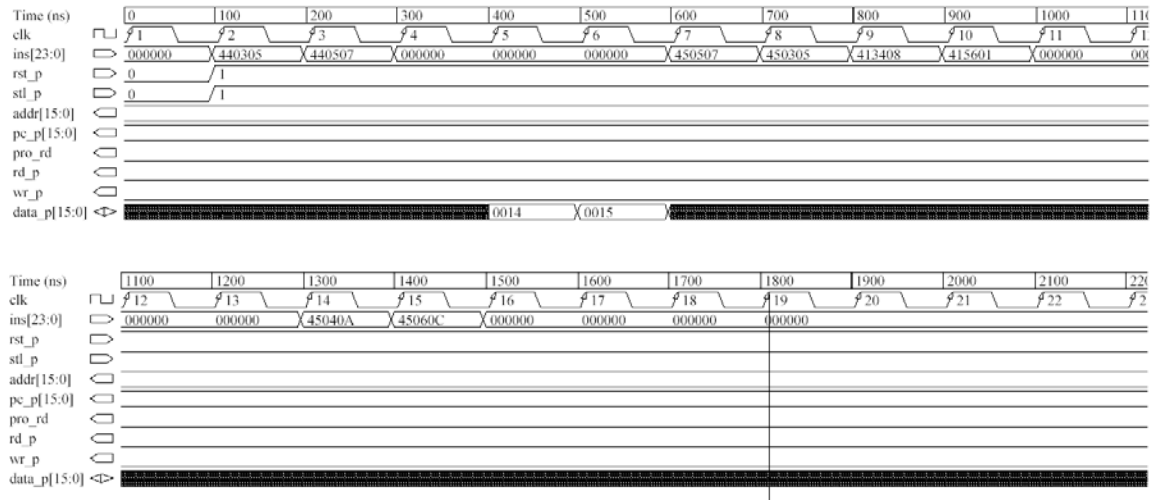 Time (ns) 0 100 200 300 400 500 600 700 800 900 1000 110
clk 1 2 3 4 5 6 7 8 9 10 11 1
ins[23:0] 000000 440305 440507 000000 000000 000000 450507 450305 413408 415601 000000 000
rst_p 0 1
stl_p 0 1
addr[15:0]
pc_p[15:0]
pro_rd
rd_p
wr_p
data_p[15:0] 0014 0015
Time (ns) 1100 1200 1300 1400 1500 1600 1700 1800 1900 2000 2100 220
clk 12 13 14 15 16 17 18 19 20 21 22 2
ins[23:0] 000000 000000 45040A 45060C 000000 000000 000000 000000
rst_p
stl_p
addr[15:0]
pc_p[15:0]
pro_rd
rd_p
wr_p
data_p[15:0]